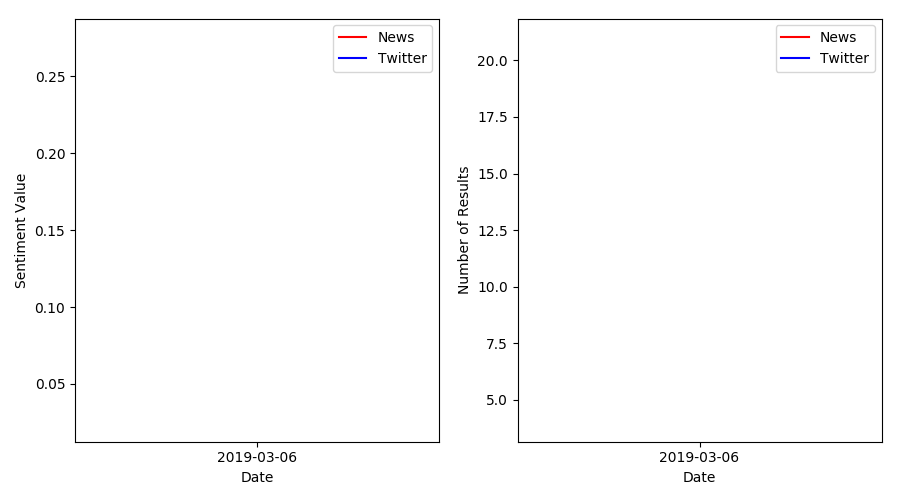 News
Twitter
0.25
0.20
0.15
0.10
0.05
Sentiment Value
2019-03-06
Date
News
Twitter
20.0
17.5
15.0
12.5
10.0
7.5
5.0
Number of Results
2019-03-06
Date